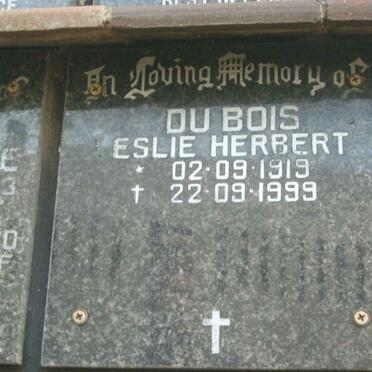 In Loving Memory of
DU BOIS
ESLIE HERBERT
* 02·09·1919
† 22·09·1999